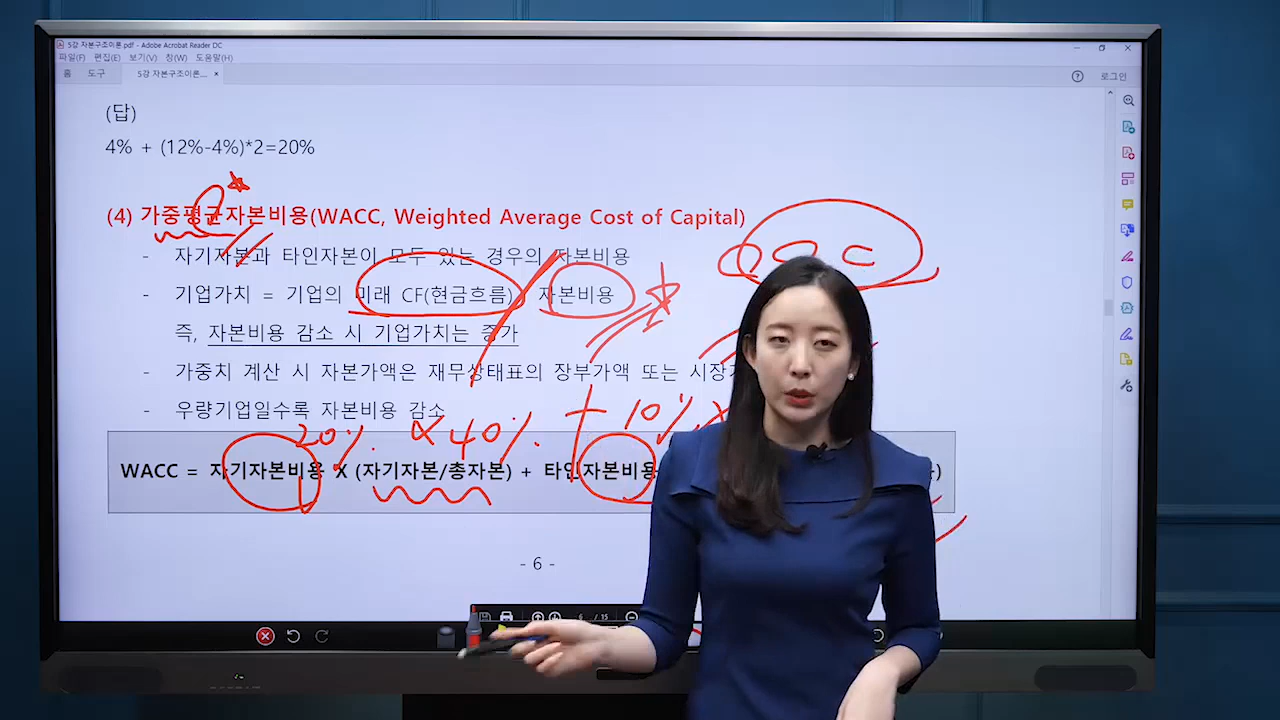 5강 자본구조이론.pdf - Adobe Acrobat Reader DC
파일(F) 편집(E) 보기(V) 창(W) 도움말(H)
홈 도구 5강 자본구조이론... × 로그인
(답)
4% + (12%-4%)*2=20%
(4) 가중평균자본비용(WACC, Weighted Average Cost of Capital)
- 자기자본과 타인자본이 모두 있는 경우의 자본비용
- 기업가치 = 기업의 미래 CF(현금흐름) / 자본비용
즉, 자본비용 감소 시 기업가치는 증가
- 가중치 계산 시 자본가액은 재무상태표의 장부가액 또는
- 우량기업일수록 자본비용 감소
20% × 40% + 10% ×
WACC = 자기자본비용 X (자기자본/총자본) + 타인자본비용
- 6 -
6 / 15